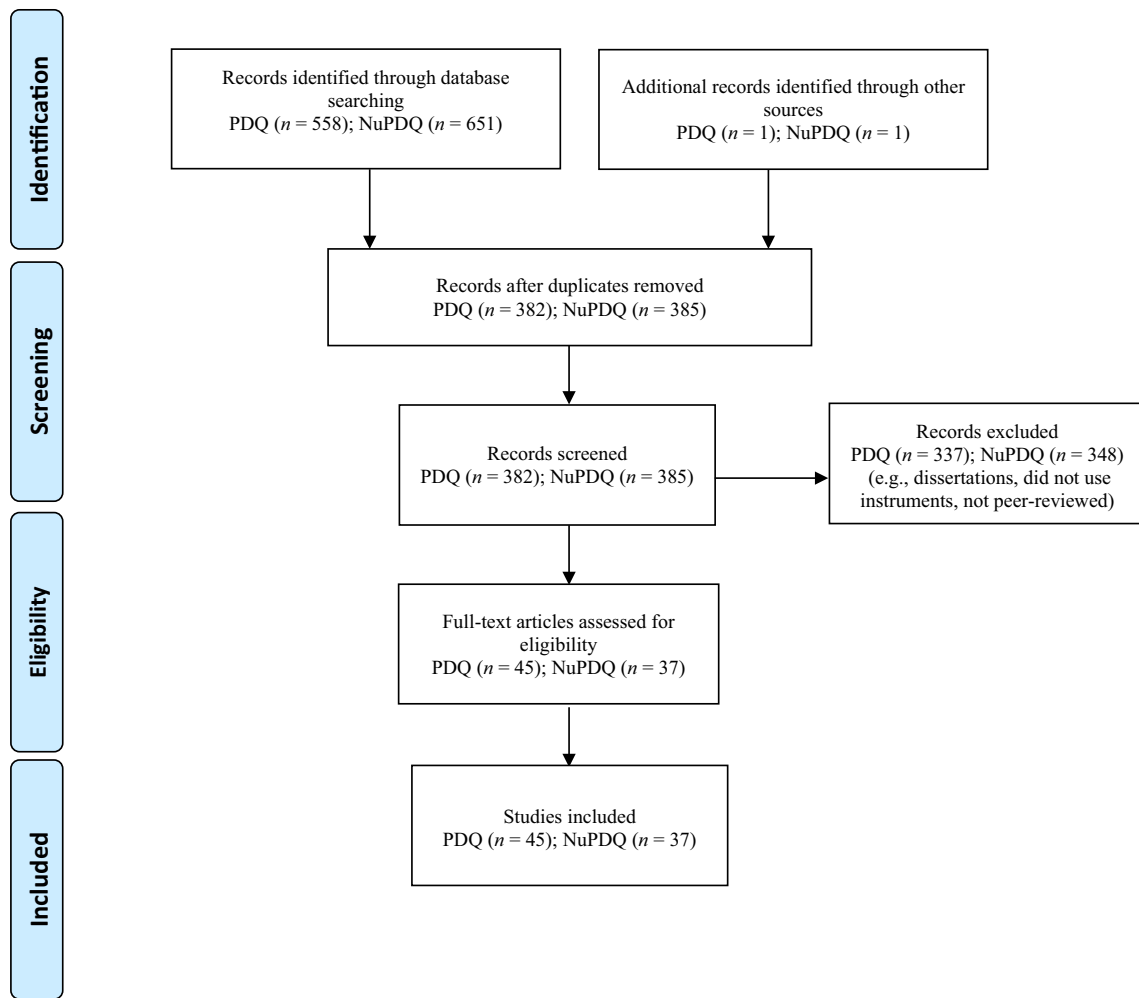 Identification
Records identified through database
searching
PDQ (n = 558); NuPDQ (n = 651)
Additional records identified through other
sources
PDQ (n = 1); NuPDQ (n = 1)
Screening
Records after duplicates removed
PDQ (n = 382); NuPDQ (n = 385)
Records screened
PDQ (n = 382); NuPDQ (n = 385)
Records excluded
PDQ (n = 337); NuPDQ (n = 348)
(e.g., dissertations, did not use
instruments, not peer-reviewed)
Eligibility
Full-text articles assessed for
eligibility
PDQ (n = 45); NuPDQ (n = 37)
Included
Studies included
PDQ (n = 45); NuPDQ (n = 37)